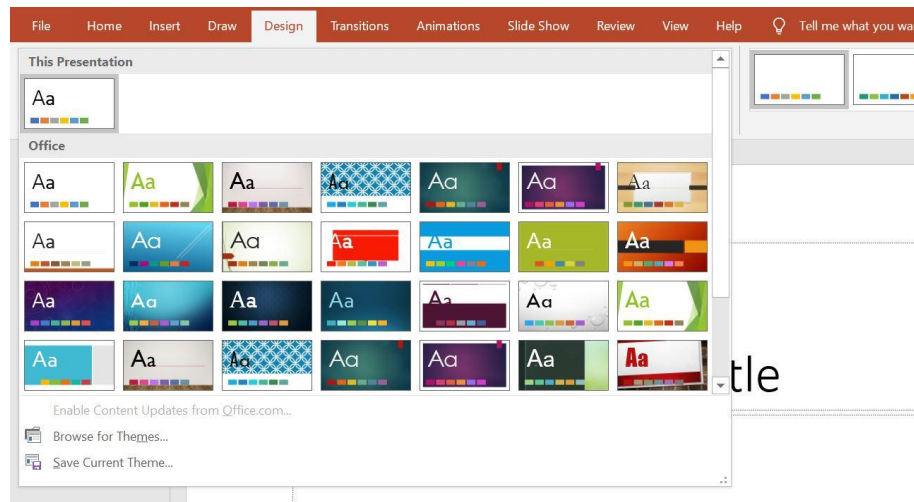 File Home Insert Draw Design Transitions Animations Slide Show Review View Help Tell me what you wa
This Presentation
Aa
Office
Aa Aa Aa Aa Aa Aa Aa
Aa Aa Aa Aa Aa Aa Aa
Aa Aa Aa Aa Aa Aa Aa
Aa Aa Aa Aa Aa Aa Aa
tle
Enable Content Updates from Office.com...
Browse for Themes...
Save Current Theme...